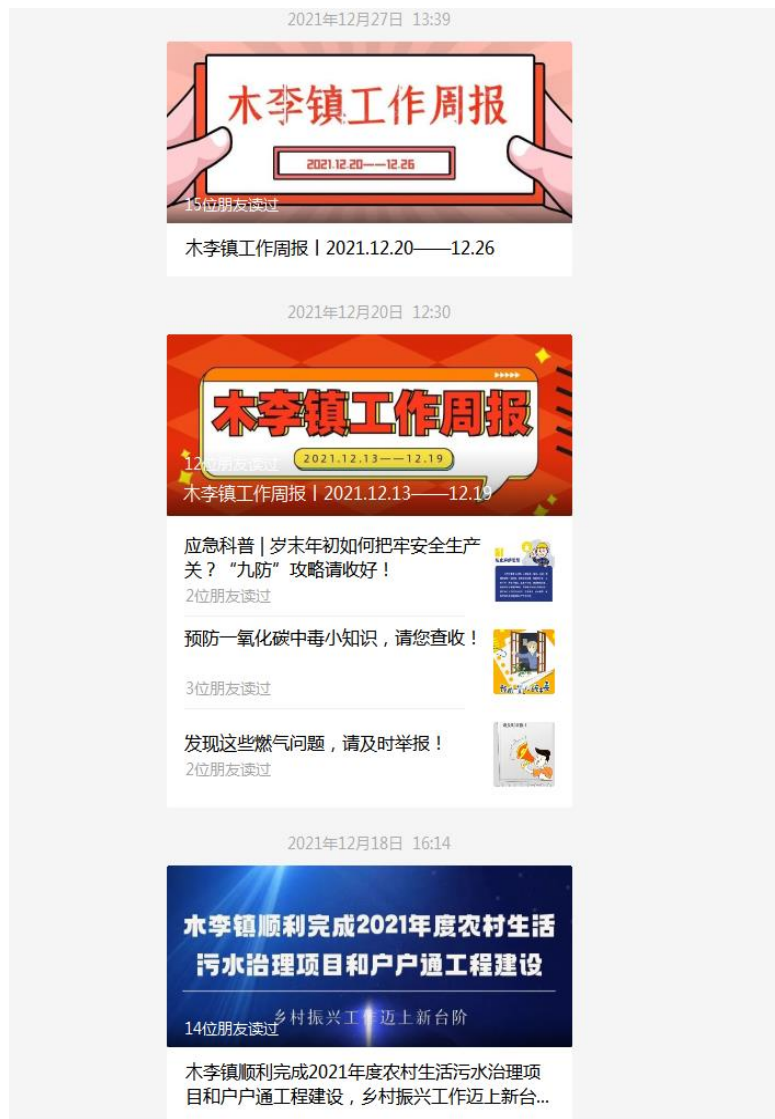 2021年12月27日 13:39
木李镇工作周报
2021.12.20——12.26
15位朋友读过
木李镇工作周报丨2021.12.20——12.26
2021年12月20日 12:30
木李镇工作周报
2021.12.13——12.19
12位朋友读过
木李镇工作周报丨2021.12.13——12.19
应急科普 | 岁末年初如何把牢安全生产
关？“九防”攻略请收好！
2位朋友读过
预防一氧化碳中毒小知识，请您查收！
3位朋友读过
发现这些燃气问题，请及时举报！
2位朋友读过
2021年12月18日 16:14
木李镇顺利完成2021年度农村生活
污水治理项目和户户通工程建设
乡村振兴工作迈上新台阶
14位朋友读过
木李镇顺利完成2021年度农村生活污水治理项
目和户户通工程建设，乡村振兴工作迈上新台...